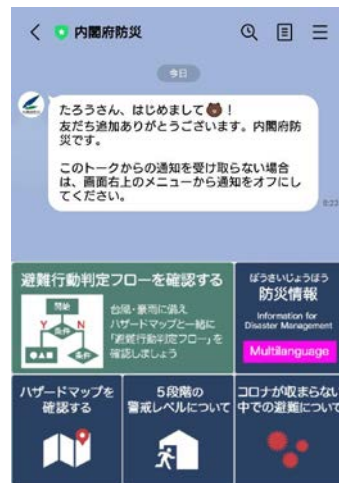 内閣府防災
今日
たろうさん、はじめまして！
友だち追加ありがとうございます。内閣府防
災です。
このトークからの通知を受け取らない場合
は、画面右上のメニューから通知をオフにし
てください。
8:22
避難行動判定フローを確認する
開始
Y N
条件
条件
台風・豪雨に備え
ハザードマップと一緒に
「避難行動判定フロー」を
確認しましょう
ぼうさいじょうほう
防災情報
Information for
Disaster Management
Multilanguage
ハザードマップを
確認する
5段階の
警戒レベルについて
コロナが収まらない
中での避難について